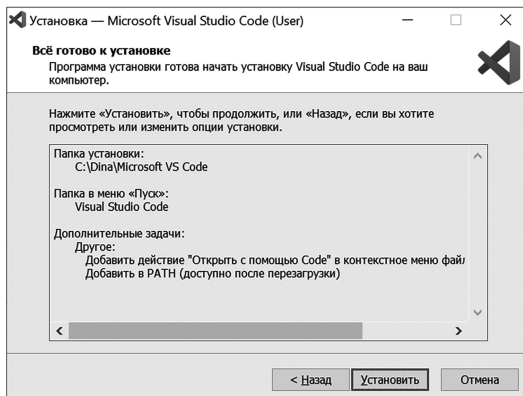 Установка — Microsoft Visual Studio Code (User)
Всё готово к установке
Программа установки готова начать установку Visual Studio Code на ваш
компьютер.
Нажмите «Установить», чтобы продолжить, или «Назад», если вы хотите
просмотреть или изменить опции установки.
Папка установки:
C:\Dina\Microsoft VS Code
Папка в меню «Пуск»:
Visual Studio Code
Дополнительные задачи:
Другое:
Добавить действие "Открыть с помощью Code" в контекстное меню файл
Добавить в PATH (доступно после перезагрузки)
< Назад Установить Отмена